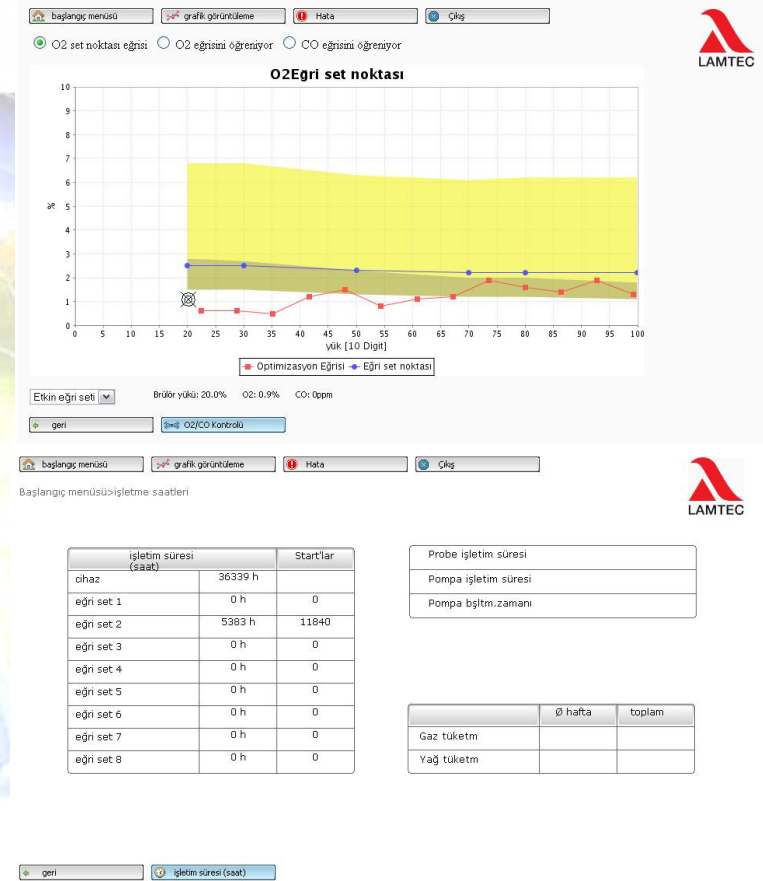 başlangıç menüsü grafik görüntüleme Hata Çıkış
O2 set noktası eğrisi O2 eğrisini öğreniyor CO eğrisini öğreniyor
LAMTEC
O2Eğri set noktası
10
9
8
7
6
%
5
4
3
2
1
0
0 5 10 15 20 25 30 35 40 45 50 55 60 65 70 75 80 85 90 95 100
yük [10 Digit]
Optimizasyon Eğrisi Eğri set noktası
Etkin eğri seti Brülör yükü: 20.0% O2: 0.9% CO: 0ppm
geri O2/CO Kontrolü
başlangıç menüsü grafik görüntüleme Hata Çıkış
Başlangıç menüsü>işletme saatleri
LAMTEC
işletim süresi (saat) Start'lar
cihaz 36339 h
eğri set 1 0 h 0
eğri set 2 5383 h 11840
eğri set 3 0 h 0
eğri set 4 0 h 0
eğri set 5 0 h 0
eğri set 6 0 h 0
eğri set 7 0 h 0
eğri set 8 0 h 0
Probe işletim süresi
Pompa işletim süresi
Pompa bşltm.zamanı
Ø hafta toplam
Gaz tüketm
Yağ tüketm
geri işletim süresi (saat)